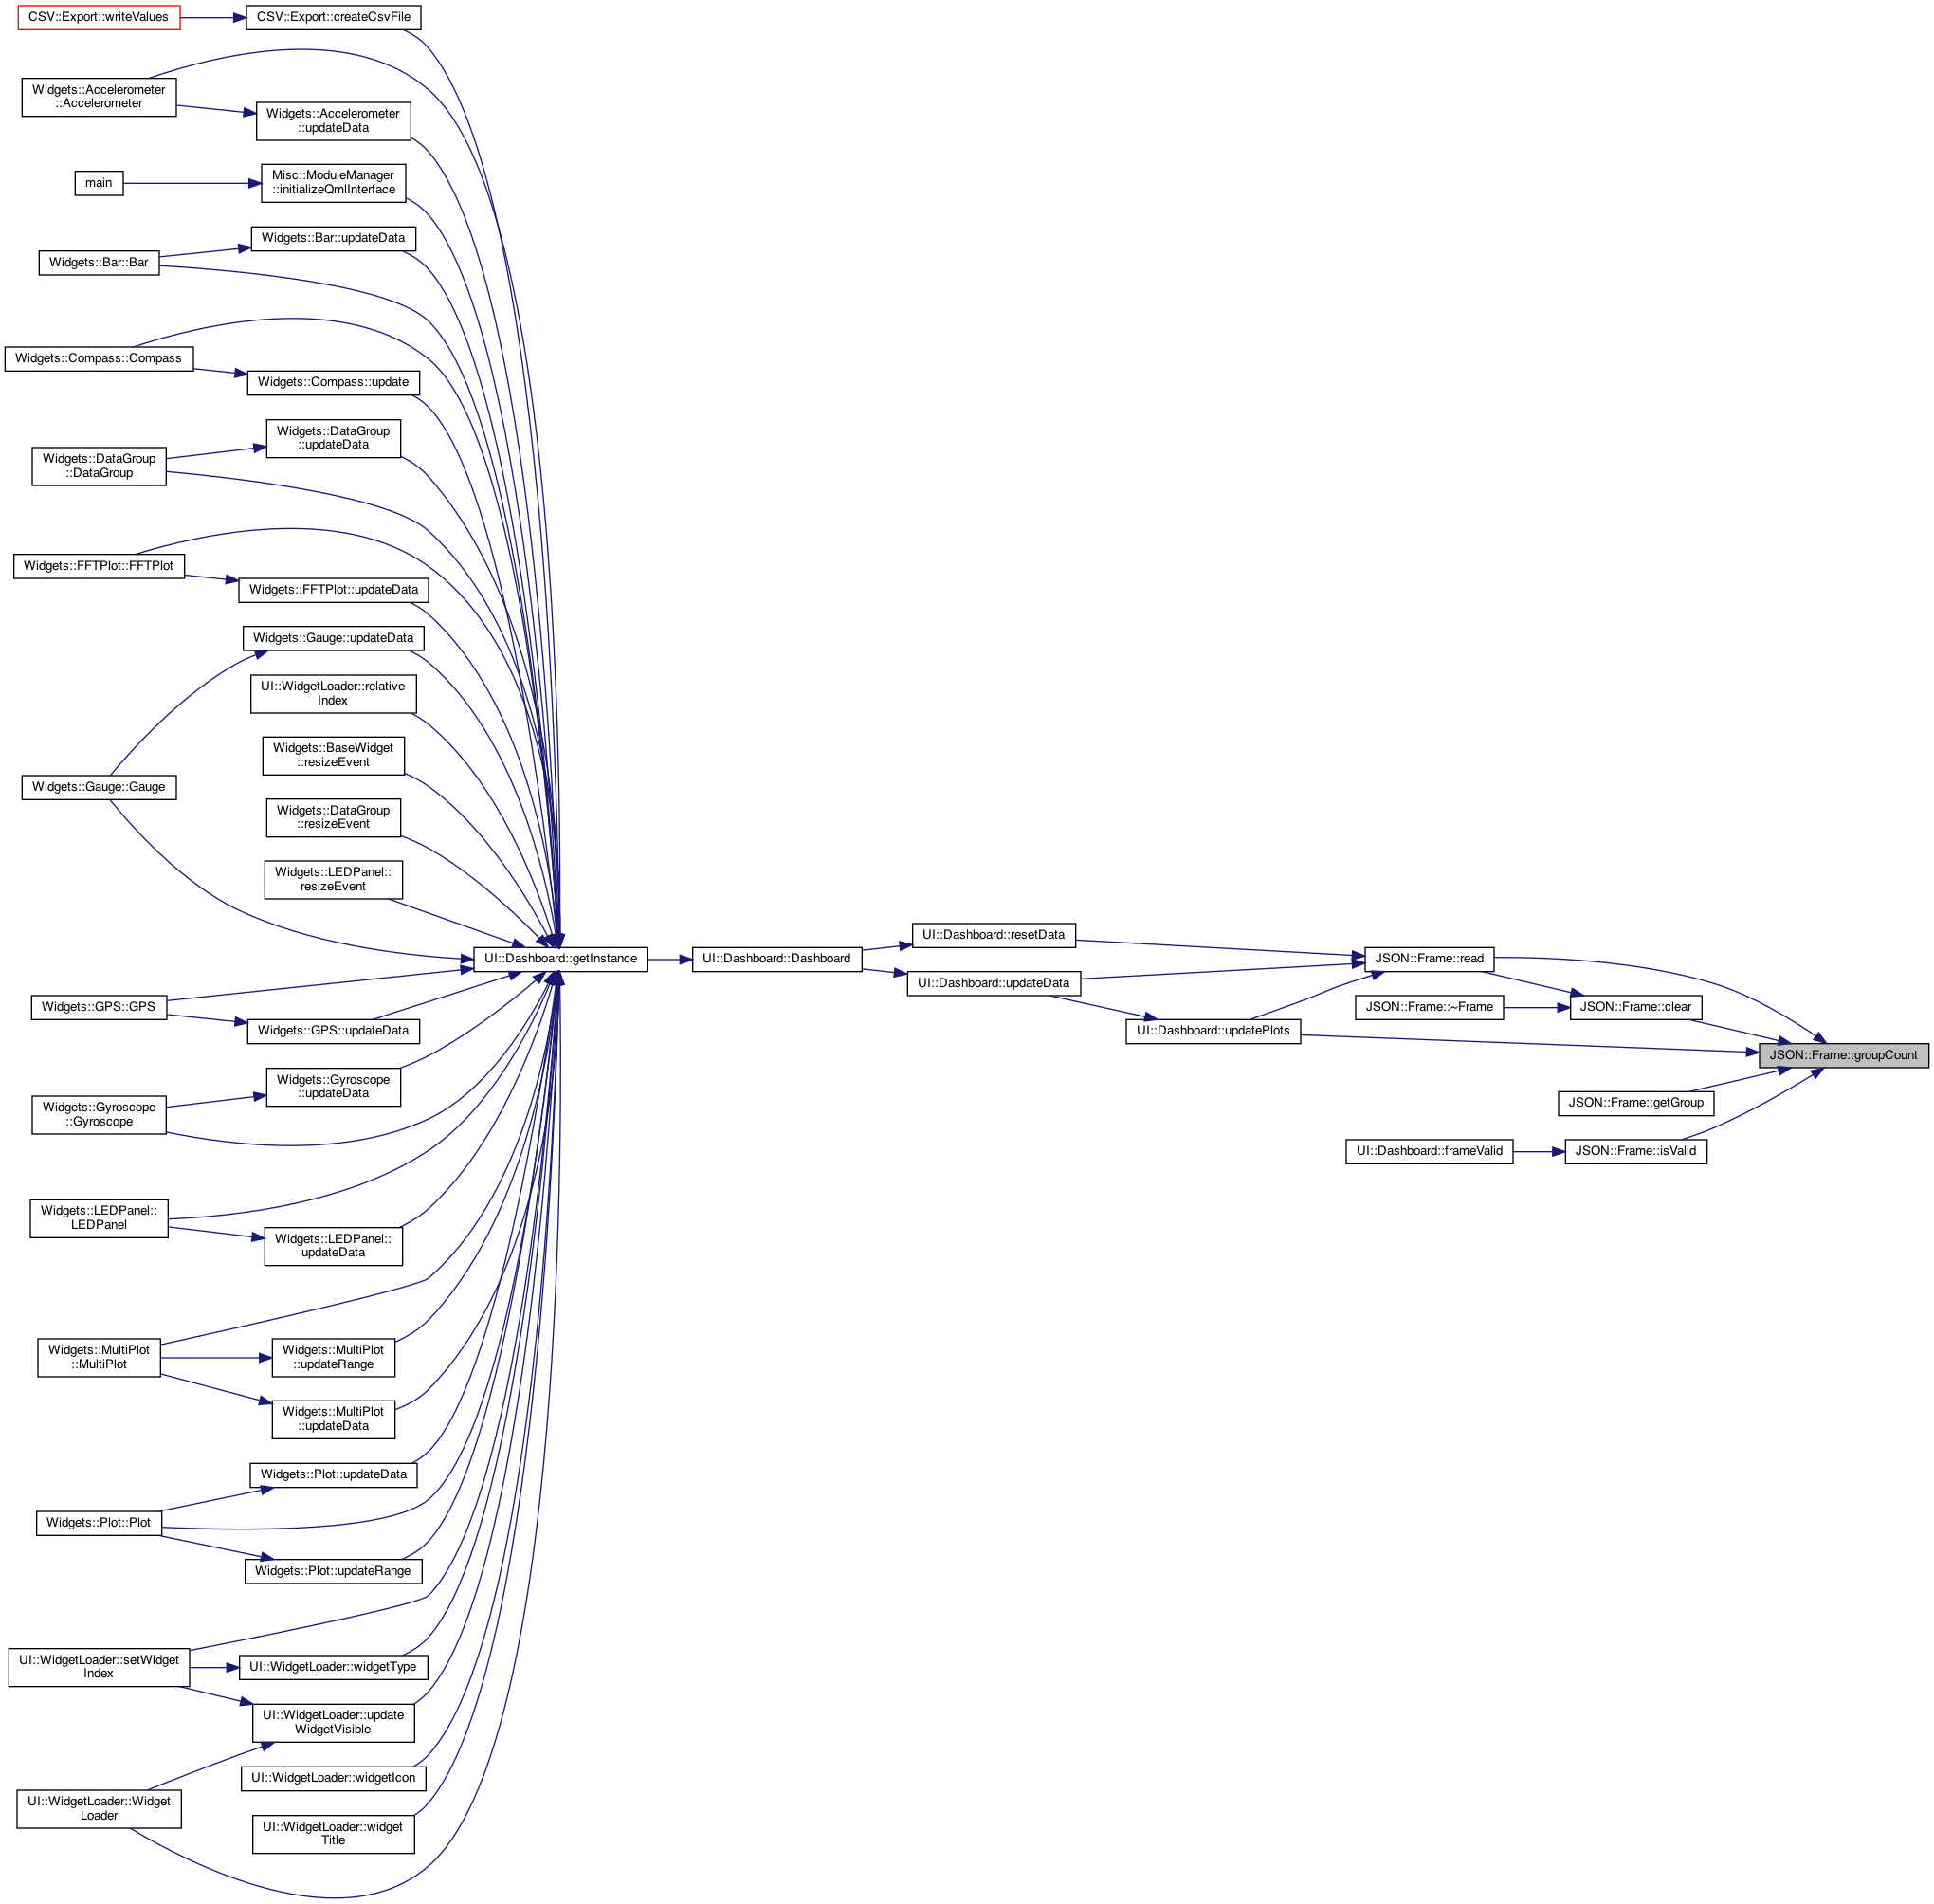 CSV::Export::writeValues
CSV::Export::createCsvFile
Widgets::Accelerometer
::Accelerometer
Widgets::Accelerometer
::updateData
main
Misc::ModuleManager
::initializeQmlInterface
Widgets::Bar::updateData
Widgets::Bar::Bar
Widgets::Compass::Compass
Widgets::Compass::update
Widgets::DataGroup
::updateData
Widgets::DataGroup
::DataGroup
Widgets::FFTPlot::FFTPlot
Widgets::FFTPlot::updateData
Widgets::Gauge::updateData
UI::WidgetLoader::relative
Index
Widgets::BaseWidget
::resizeEvent
Widgets::Gauge::Gauge
Widgets::DataGroup
::resizeEvent
Widgets::LEDPanel::
resizeEvent
UI::Dashboard::getInstance
UI::Dashboard::Dashboard
UI::Dashboard::resetData
UI::Dashboard::updateData
JSON::Frame::read
JSON::Frame::~Frame
JSON::Frame::clear
UI::Dashboard::updatePlots
JSON::Frame::groupCount
JSON::Frame::getGroup
UI::Dashboard::frameValid
JSON::Frame::isValid
Widgets::GPS::GPS
Widgets::GPS::updateData
Widgets::Gyroscope
::updateData
Widgets::Gyroscope
::Gyroscope
Widgets::LEDPanel::
LEDPanel
Widgets::LEDPanel::
updateData
Widgets::MultiPlot
::MultiPlot
Widgets::MultiPlot
::updateRange
Widgets::MultiPlot
::updateData
Widgets::Plot::updateData
Widgets::Plot::Plot
Widgets::Plot::updateRange
UI::WidgetLoader::setWidget
Index
UI::WidgetLoader::widgetType
UI::WidgetLoader::update
WidgetVisible
UI::WidgetLoader::widgetIcon
UI::WidgetLoader::Widget
Loader
UI::WidgetLoader::widget
Title